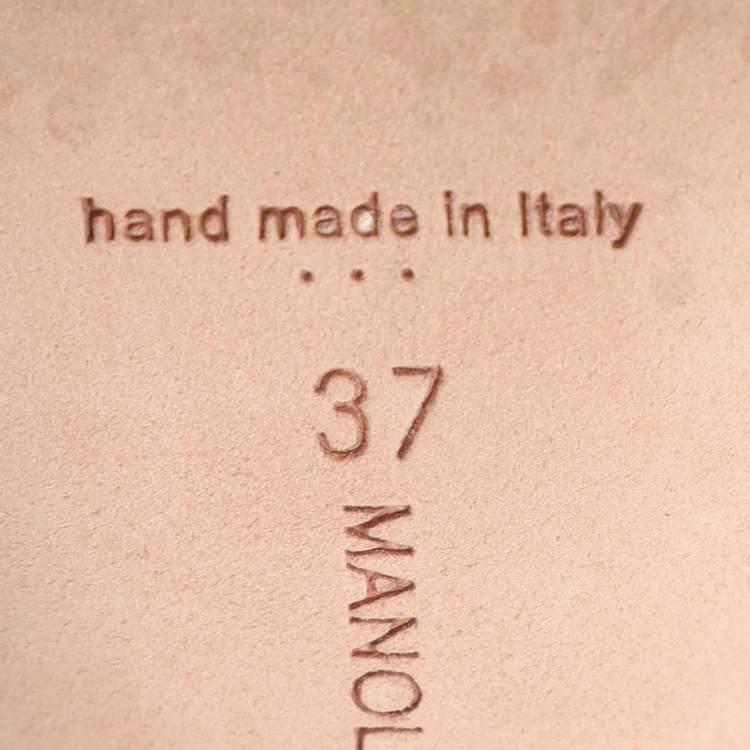 hand made in Italy
• • •
37
MANOL